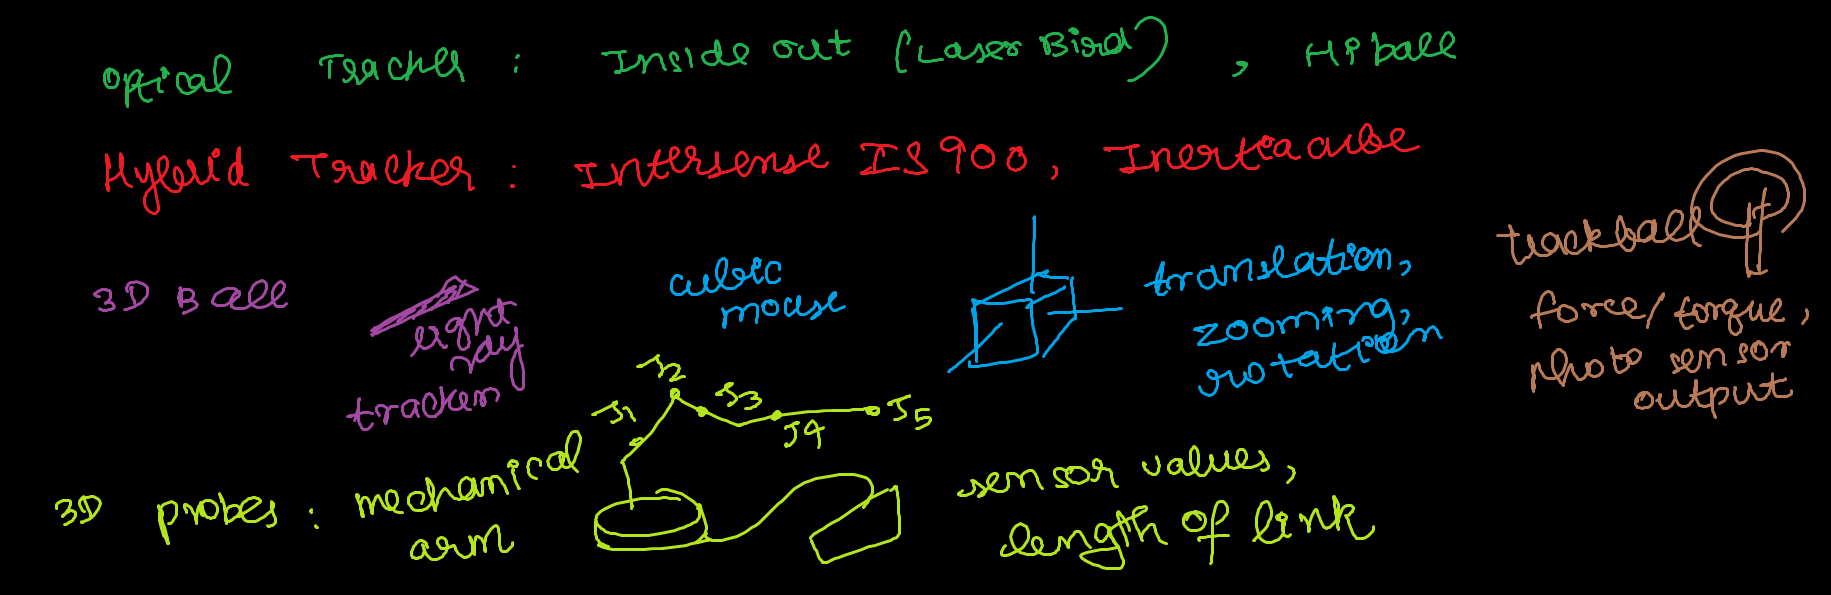 Optical Tracker : Inside out (Laser Bird), HiBall
Hybrid Tracker : Intersense IS 900, Inertiacube
3D Ball
light
ray
tracker
cubic
mouse
translation,
zooming,
rotation
trackball
force/torque,
photo sensor
output
3D probes : mechanical
arm
J1
J2
J3
J4
J5
sensor values,
length of link